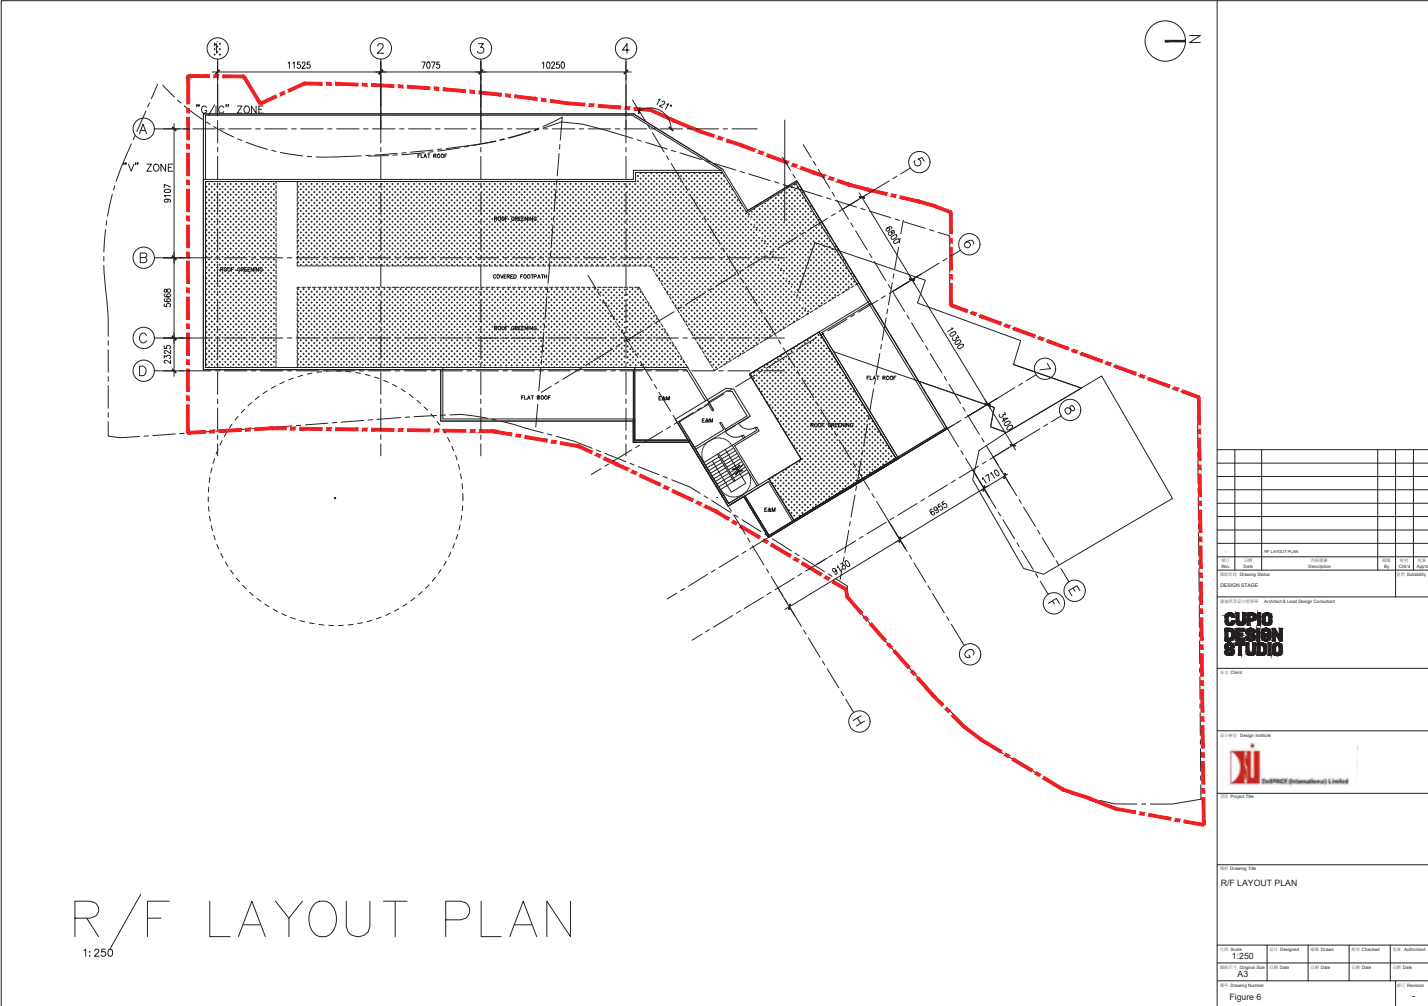 1
2
3
4
N
11525
7075
10250
121°
"G/IC" ZONE
A
"V" ZONE
FLAT ROOF
5
9107
ROOF GREENING
6800
6
B
ROOF GREENING
COVERED FOOTPATH
5668
ROOF GREENING
10300
C
2325
D
7
FLAT ROOF
FLAT ROOF
E&M
E&M
ROOF GREENING
3400
8
1710
6955
E&M
9130
E
F
G
H
R/F LAYOUT PLAN
1:250
RF LAYOUT PLAN
Rev. Date Description By Chk'd
Drawing Status
Suitability
DESIGN STAGE
Architect & Lead Design Consultant
CUPIO
DESIGN
STUDIO
Client
Design Institute
DeSPACE (International) Limited
Project Title
Drawing Title
R/F LAYOUT PLAN
Scale Designed Drawn Checked Authorised
1:250
Original Size Date Date Date Date
A3
Drawing Number
Revision
Figure 6